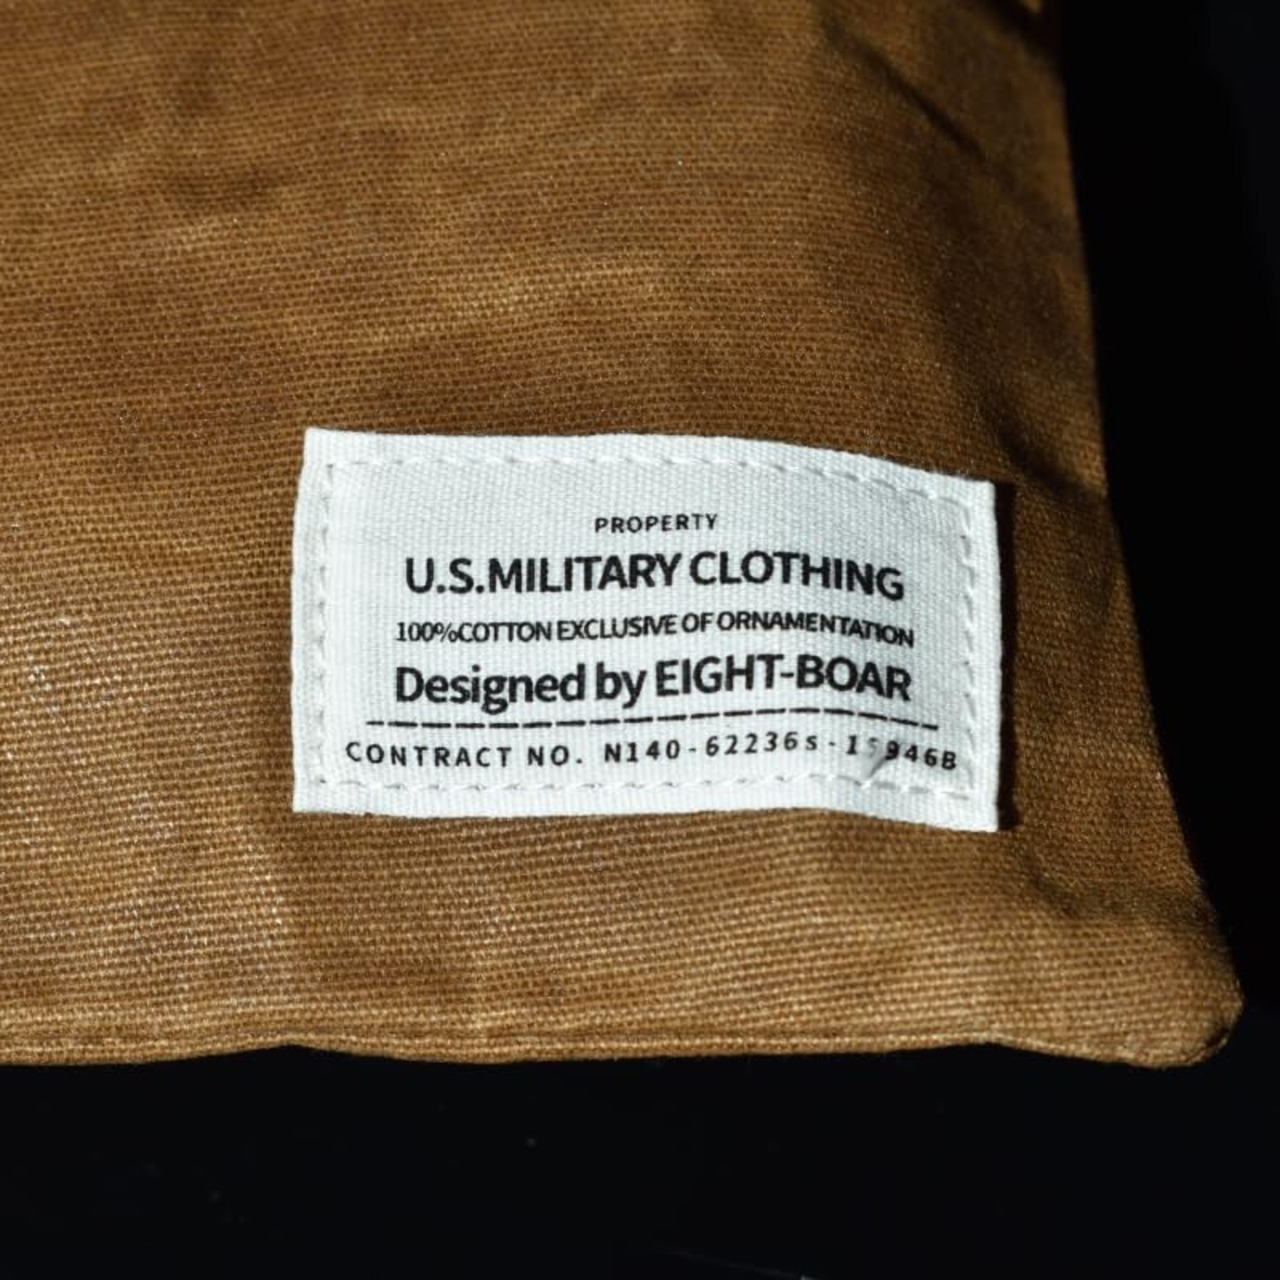 PROPERTY
U.S.MILITARY CLOTHING
100%COTTON EXCLUSIVE OF ORNAMENTATION
Designed by EIGHT-BOAR
CONTRACT NO. N140-62236s-